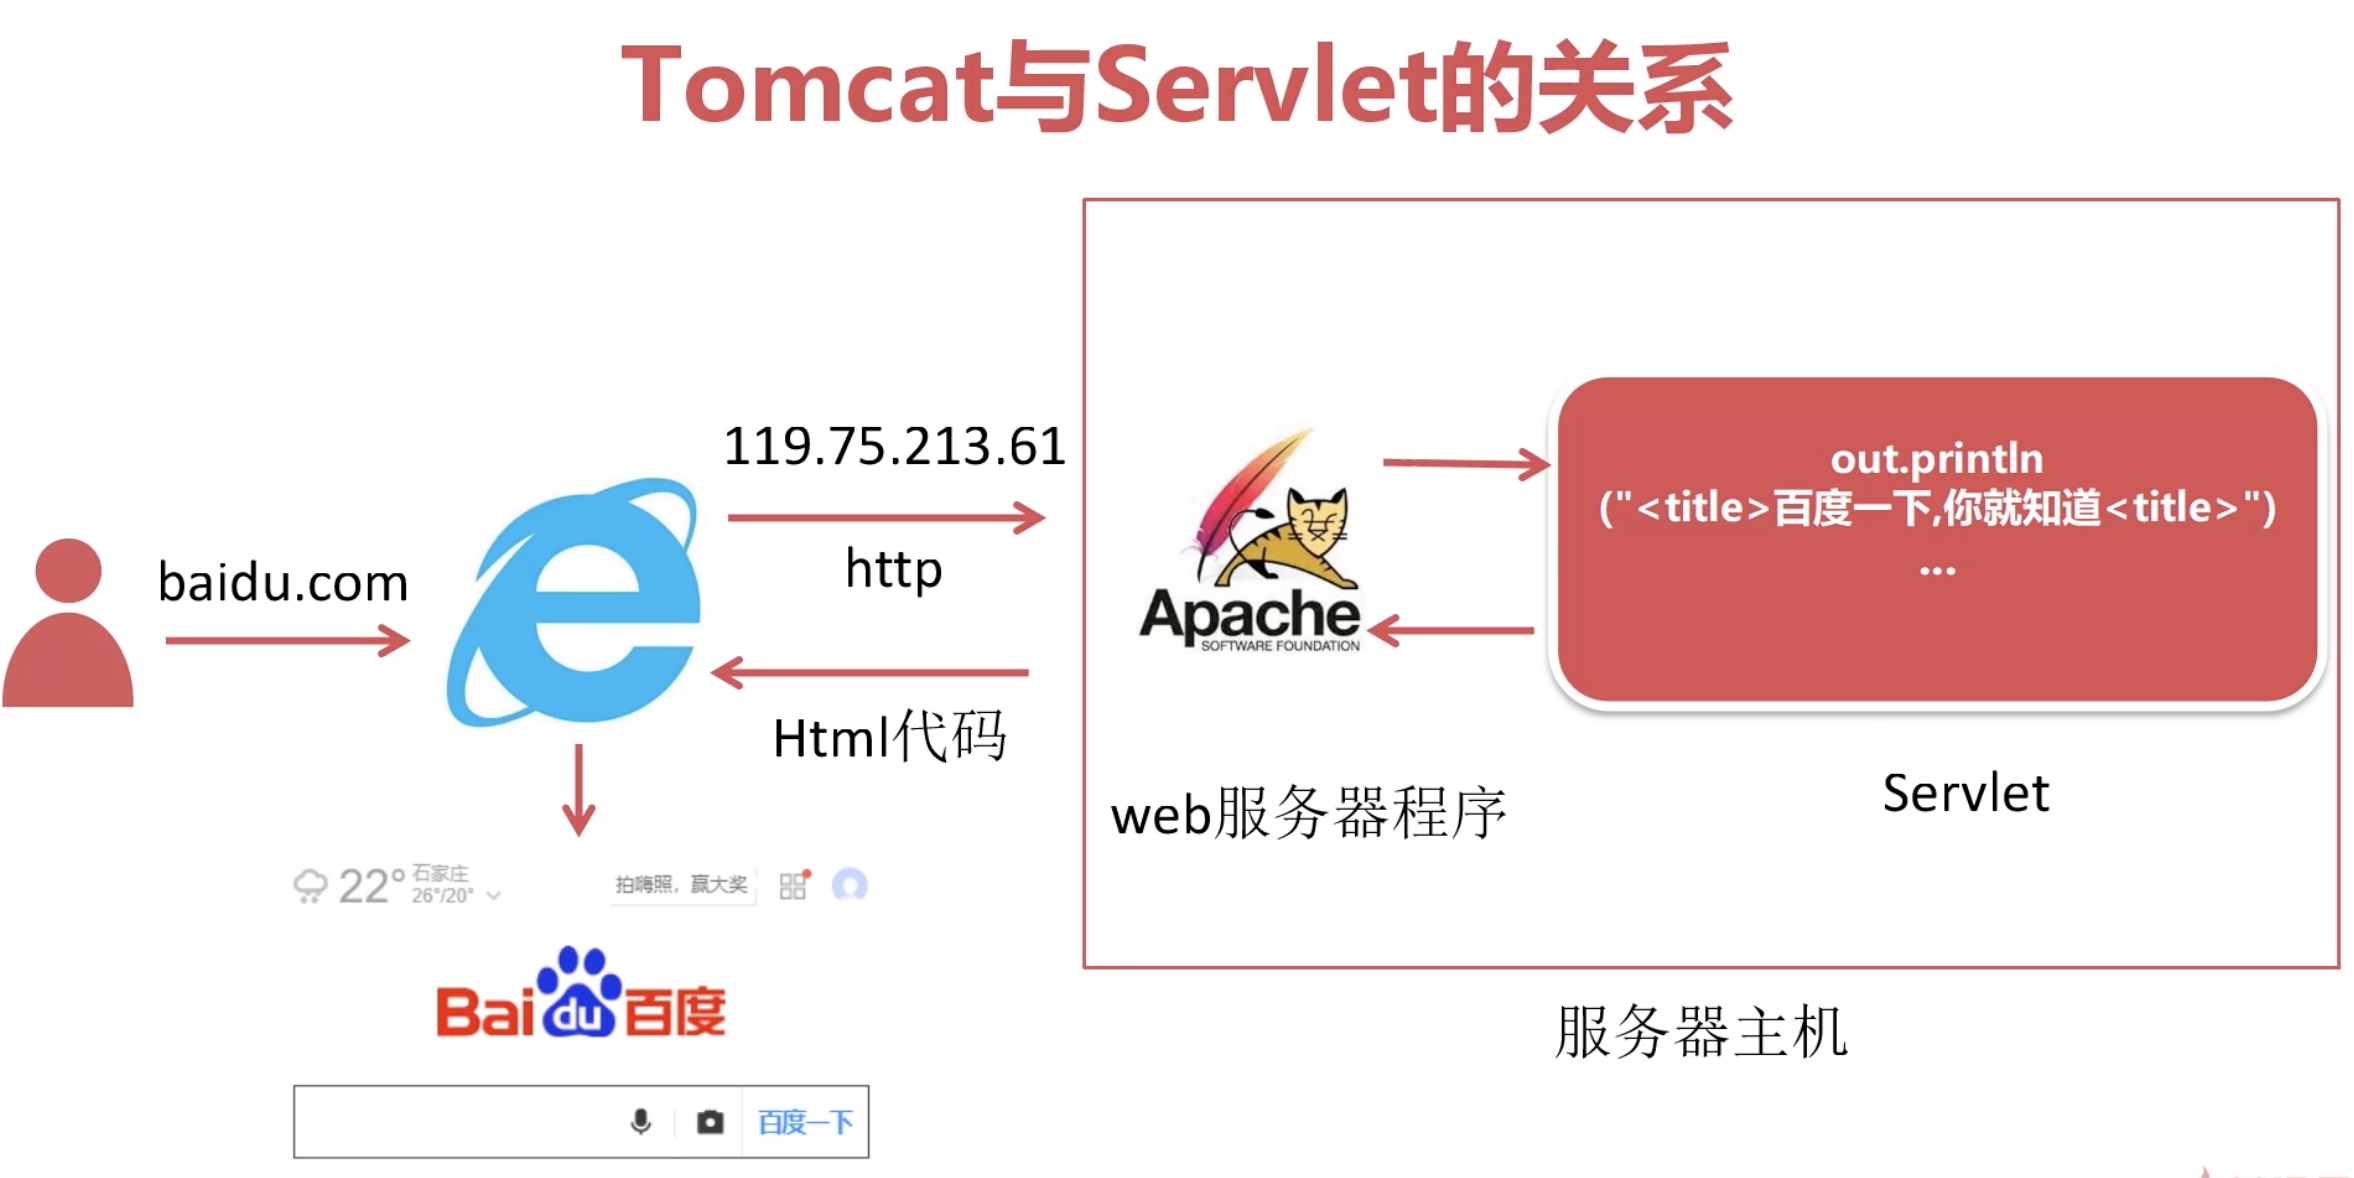 Tomcat与Servlet的关系
119.75.213.61
baidu.com
http
Html代码
Apache
SOFTWARE FOUNDATION
out.println
("<title>百度一下,你就知道<title>")
...
web服务器程序
Servlet
服务器主机
22° 石家庄
26°/20°
拍嗨照，赢大奖
Bai du 百度
百度一下